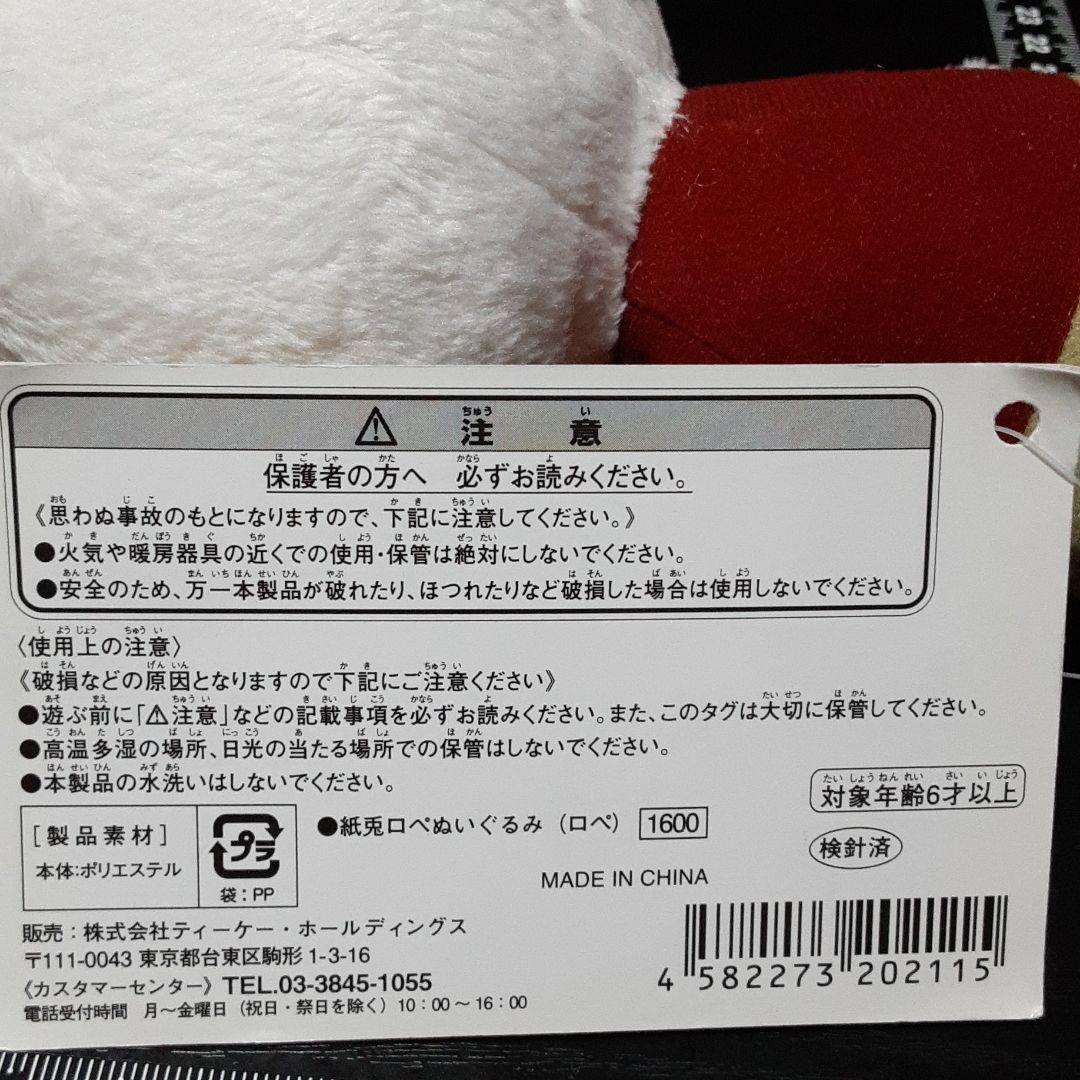 ⚠ 注意
保護者の方へ 必ずお読みください。
《思わぬ事故のもとになりますので、下記に注意してください。》
●火気や暖房器具の近くでの使用・保管は絶対にしないでください。
●安全のため、万一本製品が破れたり、ほつれたりなど破損した場合は使用しないでください。
〈使用上の注意〉
《破損などの原因となりますので下記にご注意ください》
●遊ぶ前に「⚠注意」などの記載事項を必ずお読みください。また、このタグは大切に保管してください。
●高温多湿の場所、日光の当たる場所での保管はしないでください。
●本製品の水洗いはしないでください。
対象年齢6才以上
[製品素材]
本体:ポリエステル
プラ
袋:PP
●紙兎ロペぬいぐるみ(ロペ) 1600
検針済
MADE IN CHINA
販売:株式会社ティーケー・ホールディングス
〒111-0043 東京都台東区駒形1-3-16
《カスタマーセンター》TEL.03-3845-1055
電話受付時間 月〜金曜日(祝日・祭日を除く)10:00〜16:00
4 582273 202115
23 22